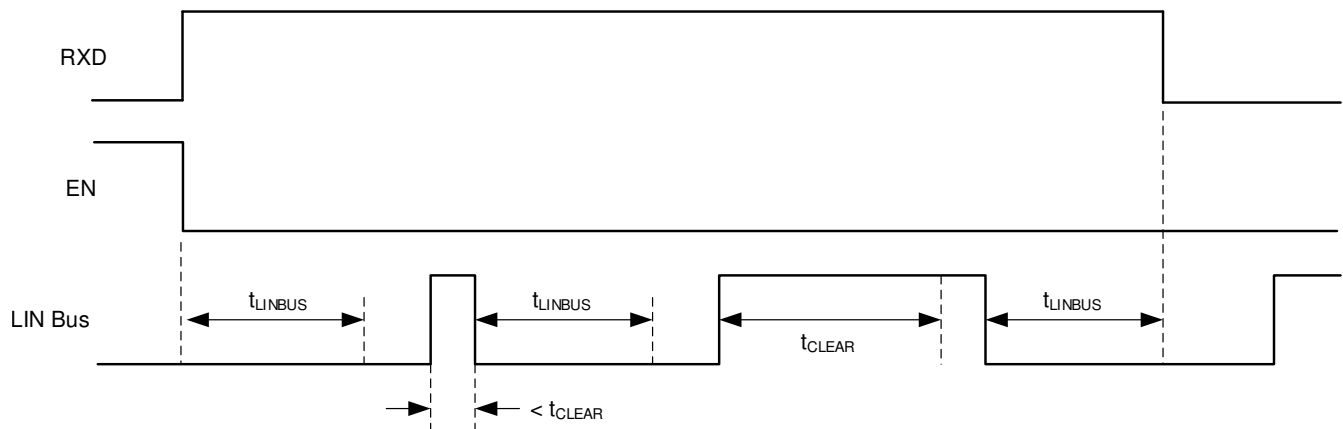 RXD
EN
LIN Bus
tLINBUS
tLINBUS
tCLEAR
tLINBUS
< tCLEAR